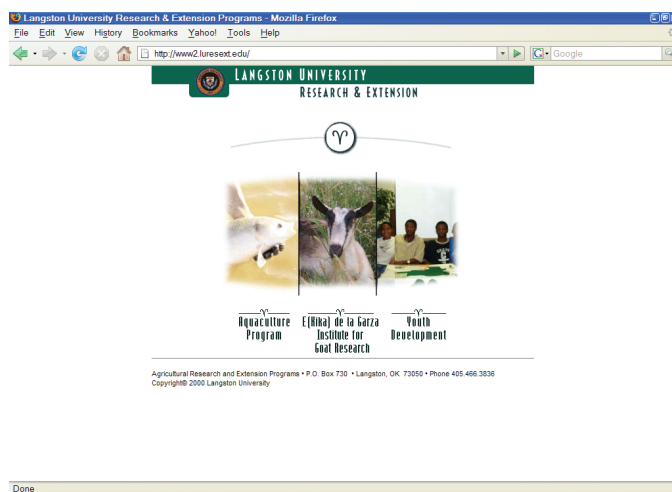 Langston University Research & Extension Programs - Mozilla Firefox
File Edit View History Bookmarks Yahoo! Tools Help
http://www2.luresext.edu/
G Google
LANGSTON UNIVERSITY
RESEARCH & EXTENSION
Aquaculture Program
E(Kika) de la Garza Institute for Goat Research
Youth Development
Agricultural Research and Extension Programs • P.O. Box 730 • Langston, OK 73050 • Phone 405.466.3836
Copyright® 2000 Langston University
Done